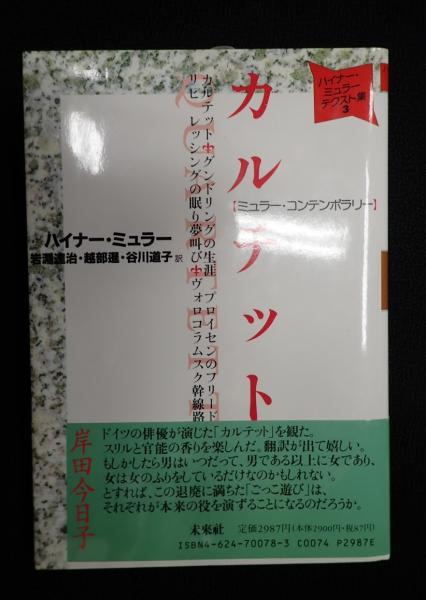 ハイナー・
ミュラー
テクスト集
3
カルテット
【ミュラー・コンテンポラリー】
カルテット✢グンドリングの生涯 プロイセンのフリード
リヒ レッシングの眠り夢叫び✢ヴォロコラムスク幹線路
QUARTETT
ハイナー・ミュラー
岩淵達治・越部暹・谷川道子 訳
ドイツの俳優が演じた「カルテット」を観た。
スリルと官能の香りを楽しんだ。翻訳が出て嬉しい。
もしかしたら男はいつだって、男である以上に女であり、
女は女のふりをしているだけなのかもしれない。
とすれば、この退廃に満ちた「ごっこ遊び」は、
それぞれが本来の役を演ずることになるのだろうか。
岸田今日子
未來社
定価2987円(本体2900円・税87円)
ISBN4-624-70078-3 C0074 P2987E